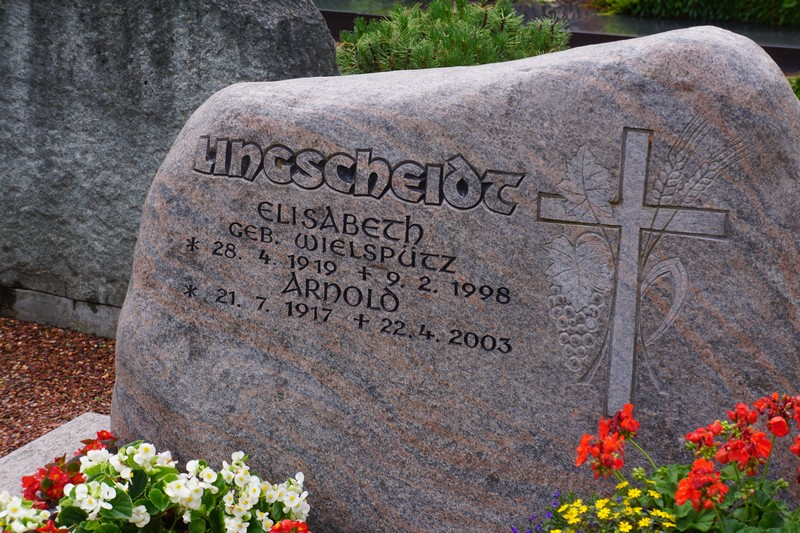 Lingscheidt
ELISABETH
GEB. WIELSPÜTZ
* 28. 4. 1919 + 9. 2. 1998
ARNOLD
* 21. 7. 1917 + 22. 4. 2003